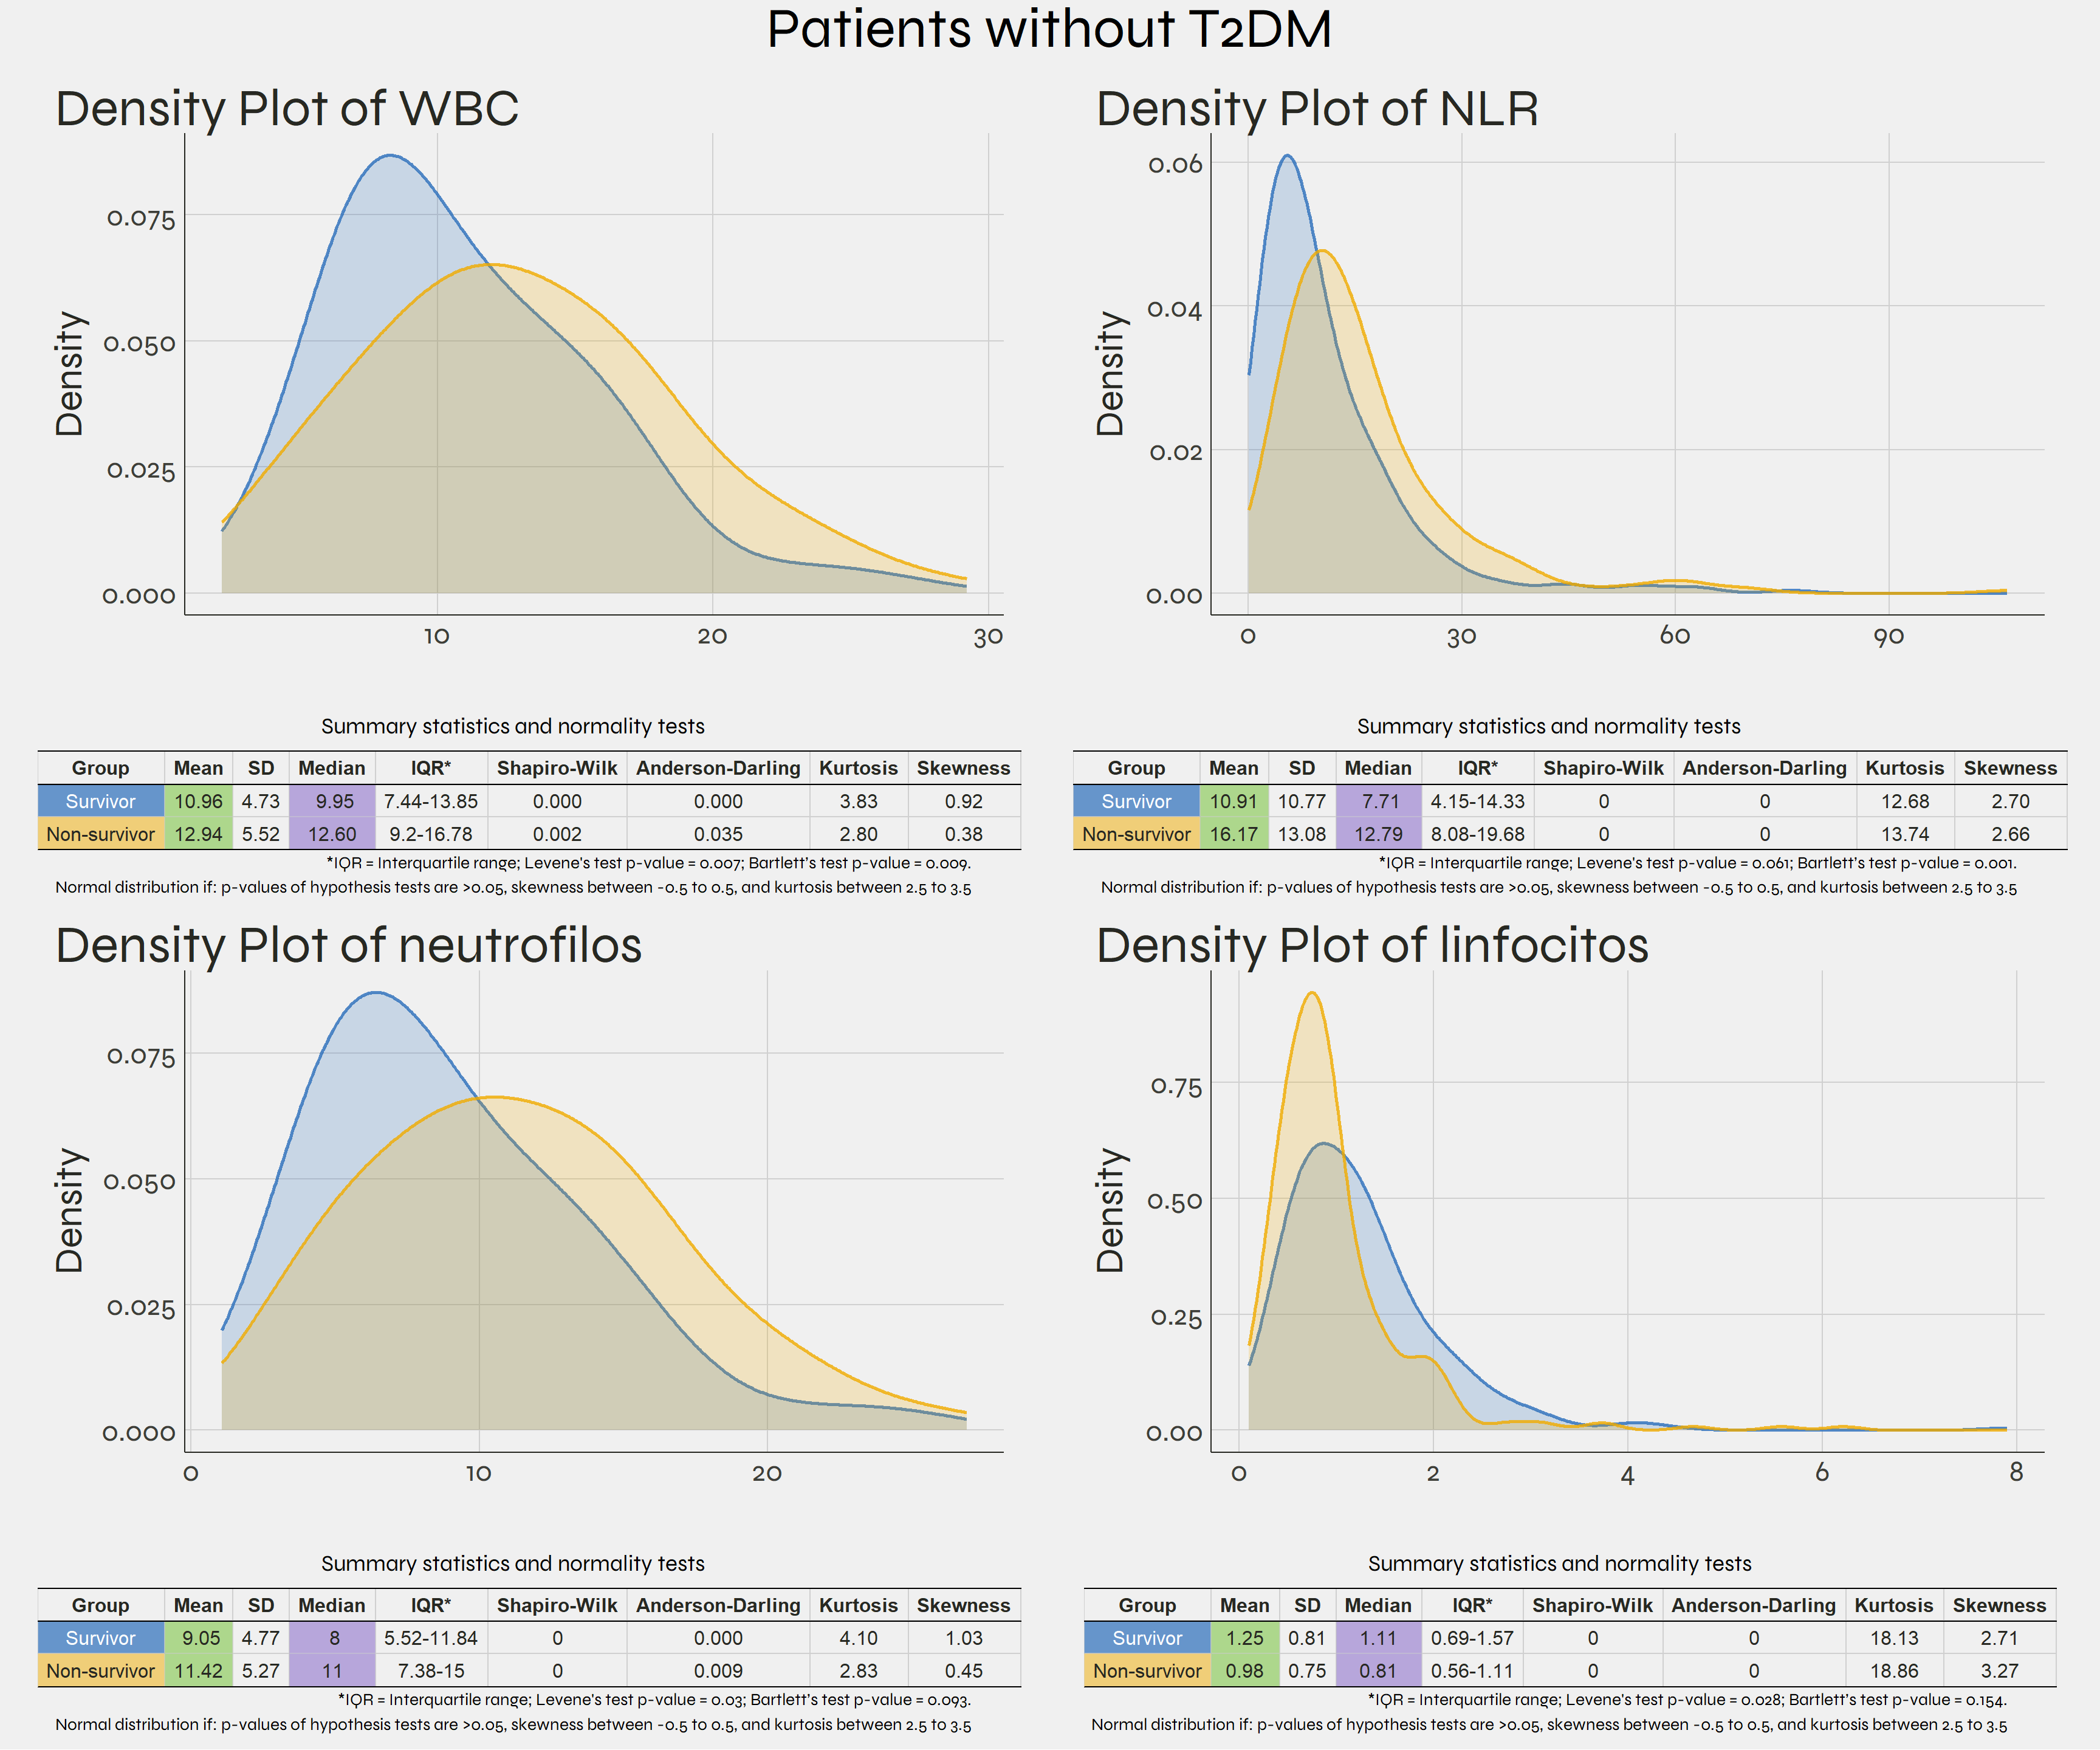 Patients without T2DM
Density Plot of WBC
Density
0.075
0.050
0.025
0.000
10 20 30
Summary statistics and normality tests
Group Mean SD Median IQR* Shapiro-Wilk Anderson-Darling Kurtosis Skewness
Survivor 10.96 4.73 9.95 7.44-13.85 0.000 0.000 3.83 0.92
Non-survivor 12.94 5.52 12.60 9.2-16.78 0.002 0.035 2.80 0.38
*IQR = Interquartile range; Levene's test p-value = 0.007; Bartlett's test p-value = 0.009.
Normal distribution if: p-values of hypothesis tests are >0.05, skewness between -0.5 to 0.5, and kurtosis between 2.5 to 3.5
Density Plot of NLR
Density
0.06
0.04
0.02
0.00
0 30 60 90
Summary statistics and normality tests
Group Mean SD Median IQR* Shapiro-Wilk Anderson-Darling Kurtosis Skewness
Survivor 10.91 10.77 7.71 4.15-14.33 0 0 12.68 2.70
Non-survivor 16.17 13.08 12.79 8.08-19.68 0 0 13.74 2.66
*IQR = Interquartile range; Levene's test p-value = 0.061; Bartlett's test p-value = 0.001.
Normal distribution if: p-values of hypothesis tests are >0.05, skewness between -0.5 to 0.5, and kurtosis between 2.5 to 3.5
Density Plot of neutrofilos
Density
0.075
0.050
0.025
0.000
0 10 20
Summary statistics and normality tests
Group Mean SD Median IQR* Shapiro-Wilk Anderson-Darling Kurtosis Skewness
Survivor 9.05 4.77 8 5.52-11.84 0 0.000 4.10 1.03
Non-survivor 11.42 5.27 11 7.38-15 0 0.009 2.83 0.45
*IQR = Interquartile range; Levene's test p-value = 0.03; Bartlett's test p-value = 0.093.
Normal distribution if: p-values of hypothesis tests are >0.05, skewness between -0.5 to 0.5, and kurtosis between 2.5 to 3.5
Density Plot of linfocitos
Density
0.75
0.50
0.25
0.00
0 2 4 6 8
Summary statistics and normality tests
Group Mean SD Median IQR* Shapiro-Wilk Anderson-Darling Kurtosis Skewness
Survivor 1.25 0.81 1.11 0.69-1.57 0 0 18.13 2.71
Non-survivor 0.98 0.75 0.81 0.56-1.11 0 0 18.86 3.27
*IQR = Interquartile range; Levene's test p-value = 0.028; Bartlett's test p-value = 0.154.
Normal distribution if: p-values of hypothesis tests are >0.05, skewness between -0.5 to 0.5, and kurtosis between 2.5 to 3.5